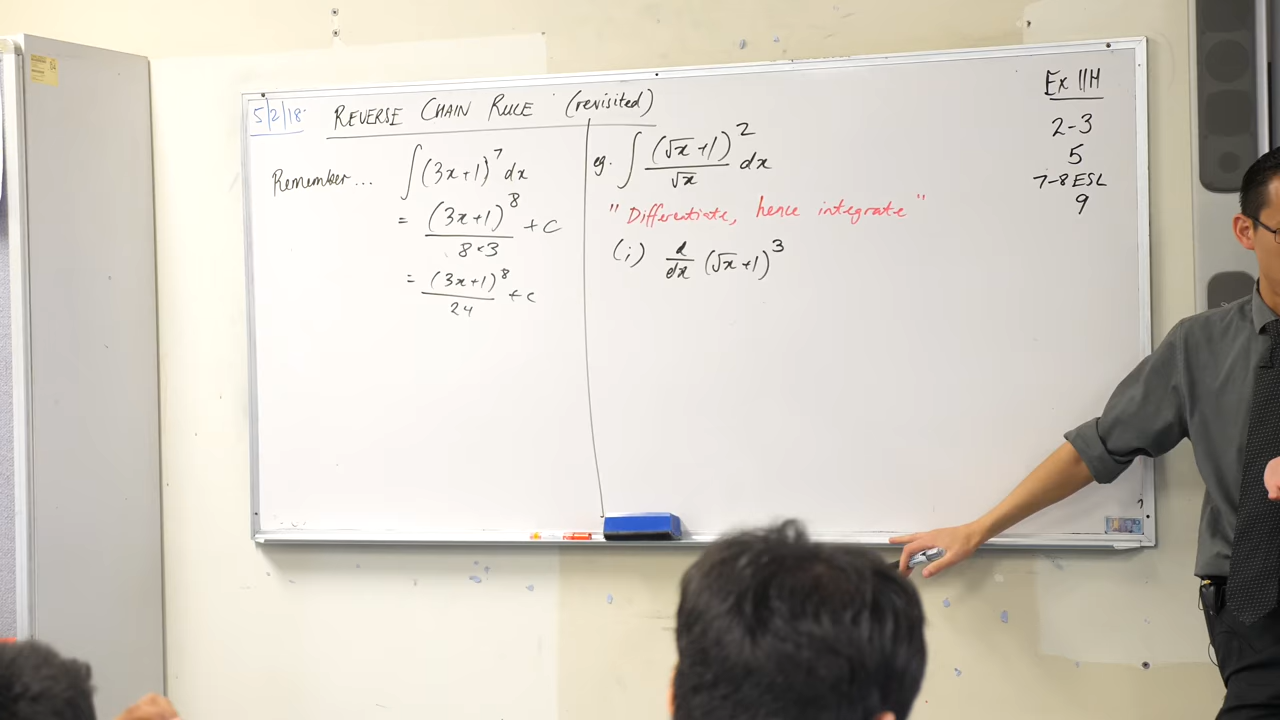 5/2/18. REVERSE CHAIN RULE (revisited)
Remember... ∫(3x+1)⁷ dx
= (3x+1)⁸ / 8×3 + c
= (3x+1)⁸ / 24 + c
eg. ∫ (√x+1)² / √x dx
" Differentiate, hence integrate "
(i) d/dx (√x+1)³
Ex 11H
2-3
5
7-8 ESL
9